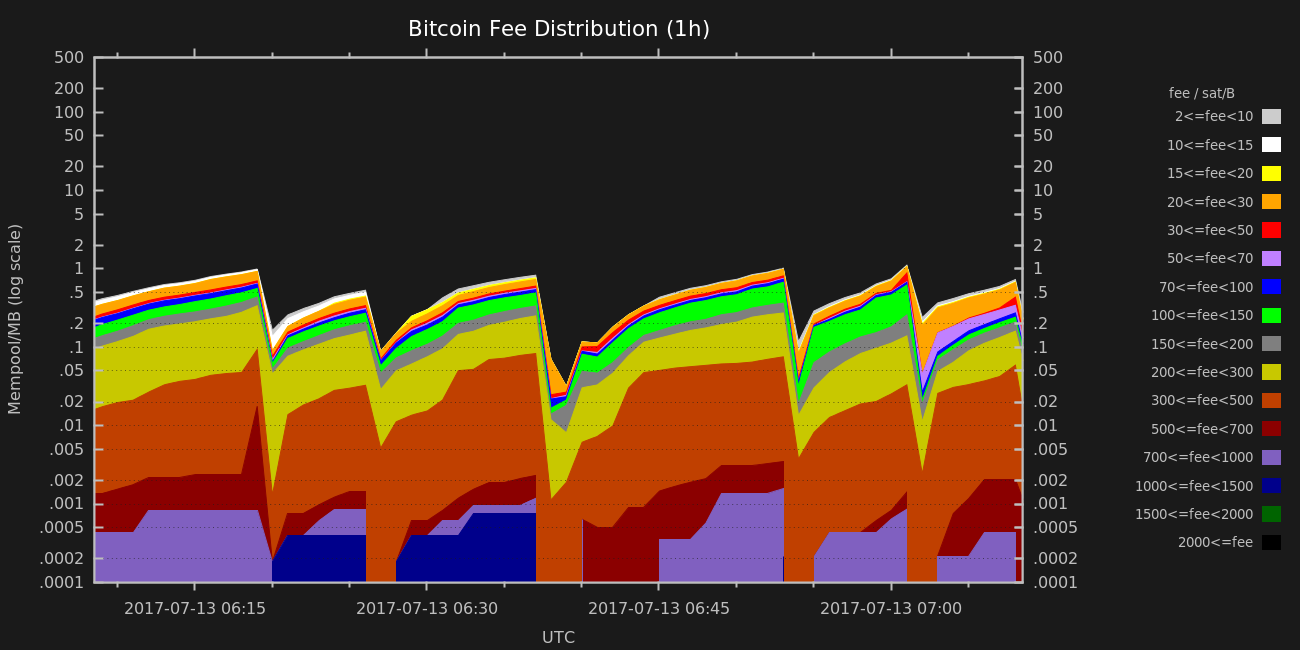 Bitcoin Fee Distribution (1h)
Mempool/MB (log scale)
500
200
100
50
20
10
5
2
1
.5
.2
.1
.05
.02
.01
.005
.002
.001
.0005
.0002
.0001
500
200
100
50
20
10
5
2
1
.5
.2
.1
.05
.02
.01
.005
.002
.001
.0005
.0002
.0001
2017-07-13 06:15
2017-07-13 06:30
2017-07-13 06:45
2017-07-13 07:00
UTC
fee / sat/B
2<=fee<10
10<=fee<15
15<=fee<20
20<=fee<30
30<=fee<50
50<=fee<70
70<=fee<100
100<=fee<150
150<=fee<200
200<=fee<300
300<=fee<500
500<=fee<700
700<=fee<1000
1000<=fee<1500
1500<=fee<2000
2000<=fee